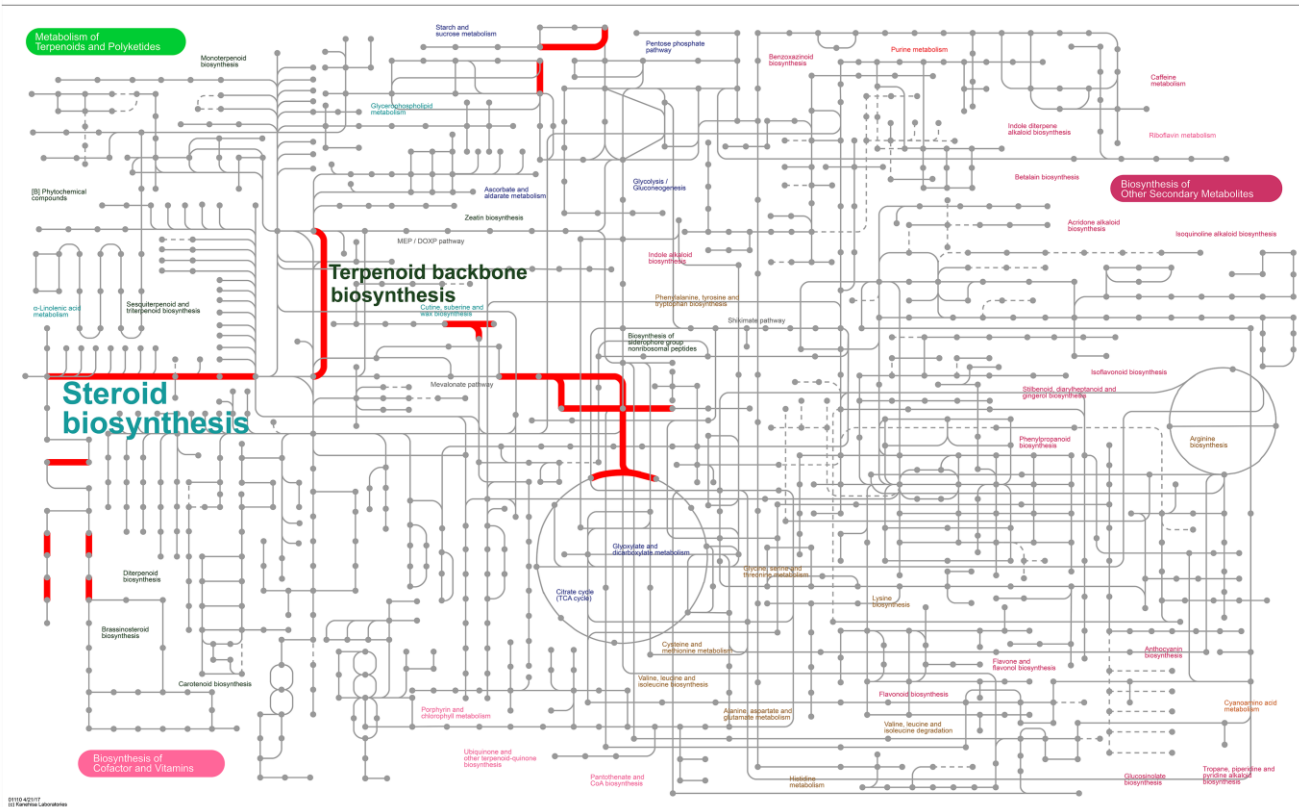 Metabolism of
Terpenoids and Polyketides
Starch and
sucrose metabolism
Pentose phosphate
pathway
Purine metabolism
Monoterpenoid
biosynthesis
Benzoxazinoid
biosynthesis
Caffeine
metabolism
Glycerophospholipid
metabolism
Indole diterpene
alkaloid biosynthesis
Riboflavin metabolism
Betalain biosynthesis
Glycolysis /
Gluconeogenesis
Biosynthesis of
Other Secondary Metabolites
[B] Phytochemical
compounds
Ascorbate and
aldarate metabolism
Zeatin biosynthesis
Acridone alkaloid
biosynthesis
Isoquinoline alkaloid biosynthesis
MEP / DOXP pathway
Indole alkaloid
biosynthesis
Terpenoid backbone
biosynthesis
Phenylalanine, tyrosine and
tryptophan biosynthesis
α-Linolenic acid
metabolism
Sesquiterpenoid and
triterpenoid biosynthesis
Cutine, suberine and
wax biosynthesis
Shikimate pathway
Biosynthesis of
siderophore group
nonribosomal peptides
Isoflavonoid biosynthesis
Mevalonate pathway
Steroid
biosynthesis
Stilbenoid, diarylheptanoid and
gingerol biosynthesis
Phenylpropanoid
biosynthesis
Arginine
biosynthesis
Glyoxylate and
dicarboxylate metabolism
Diterpenoid
biosynthesis
Glycine, serine and
threonine metabolism
Citrate cycle
(TCA cycle)
Lysine
biosynthesis
Brassinosteroid
biosynthesis
Cysteine and
methionine metabolism
Anthocyanin
biosynthesis
Flavone and
flavonol biosynthesis
Carotenoid biosynthesis
Valine, leucine and
isoleucine biosynthesis
Flavonoid biosynthesis
Porphyrin and
chlorophyll metabolism
Alanine, aspartate and
glutamate metabolism
Cyanoamino acid
metabolism
Valine, leucine and
isoleucine degradation
Biosynthesis of
Cofactor and Vitamins
Ubiquinone and
other terpenoid-quinone
biosynthesis
Pantothenate and
CoA biosynthesis
Histidine
metabolism
Glucosinolate
biosynthesis
Tropane, piperidine and
pyridine alkaloid
biosynthesis
01110 4/21/17
(c) Kanehisa Laboratories